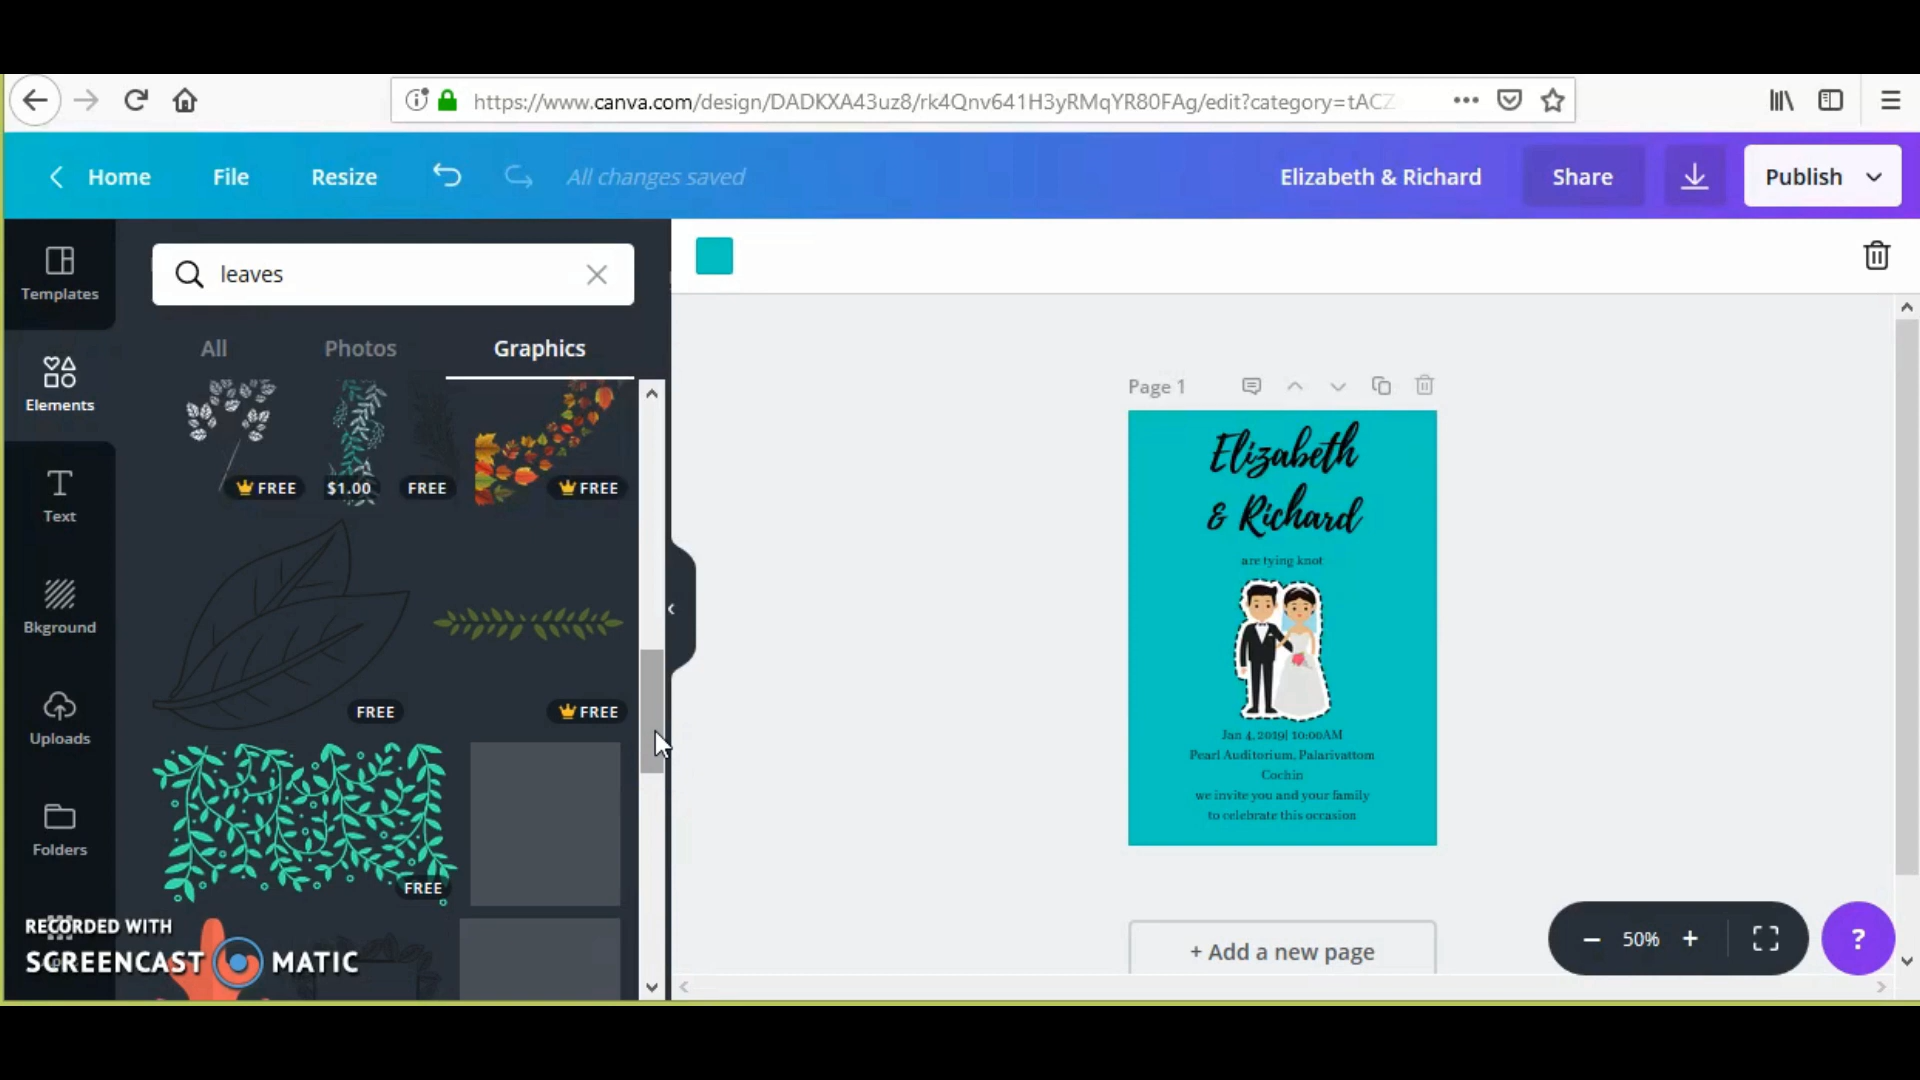 https://www.canva.com/design/DADKXA43uz8/rk4Qnv641H3yRMqYR80FAg/edit?category=tACZ
Home
File
Resize
All changes saved
Elizabeth & Richard
Share
Publish
Templates
Elements
Text
Bkground
Uploads
Folders
leaves
All
Photos
Graphics
FREE
$1.00
FREE
FREE
FREE
FREE
FREE
RECORDED WITH
SCREENCAST MATIC
Page 1
Elizabeth
& Richard
are tying knot
Jan 4, 2019| 10:00AM
Pearl Auditorium, Palarivattom
Cochin
we invite you and your family
to celebrate this occasion
+ Add a new page
50%
?